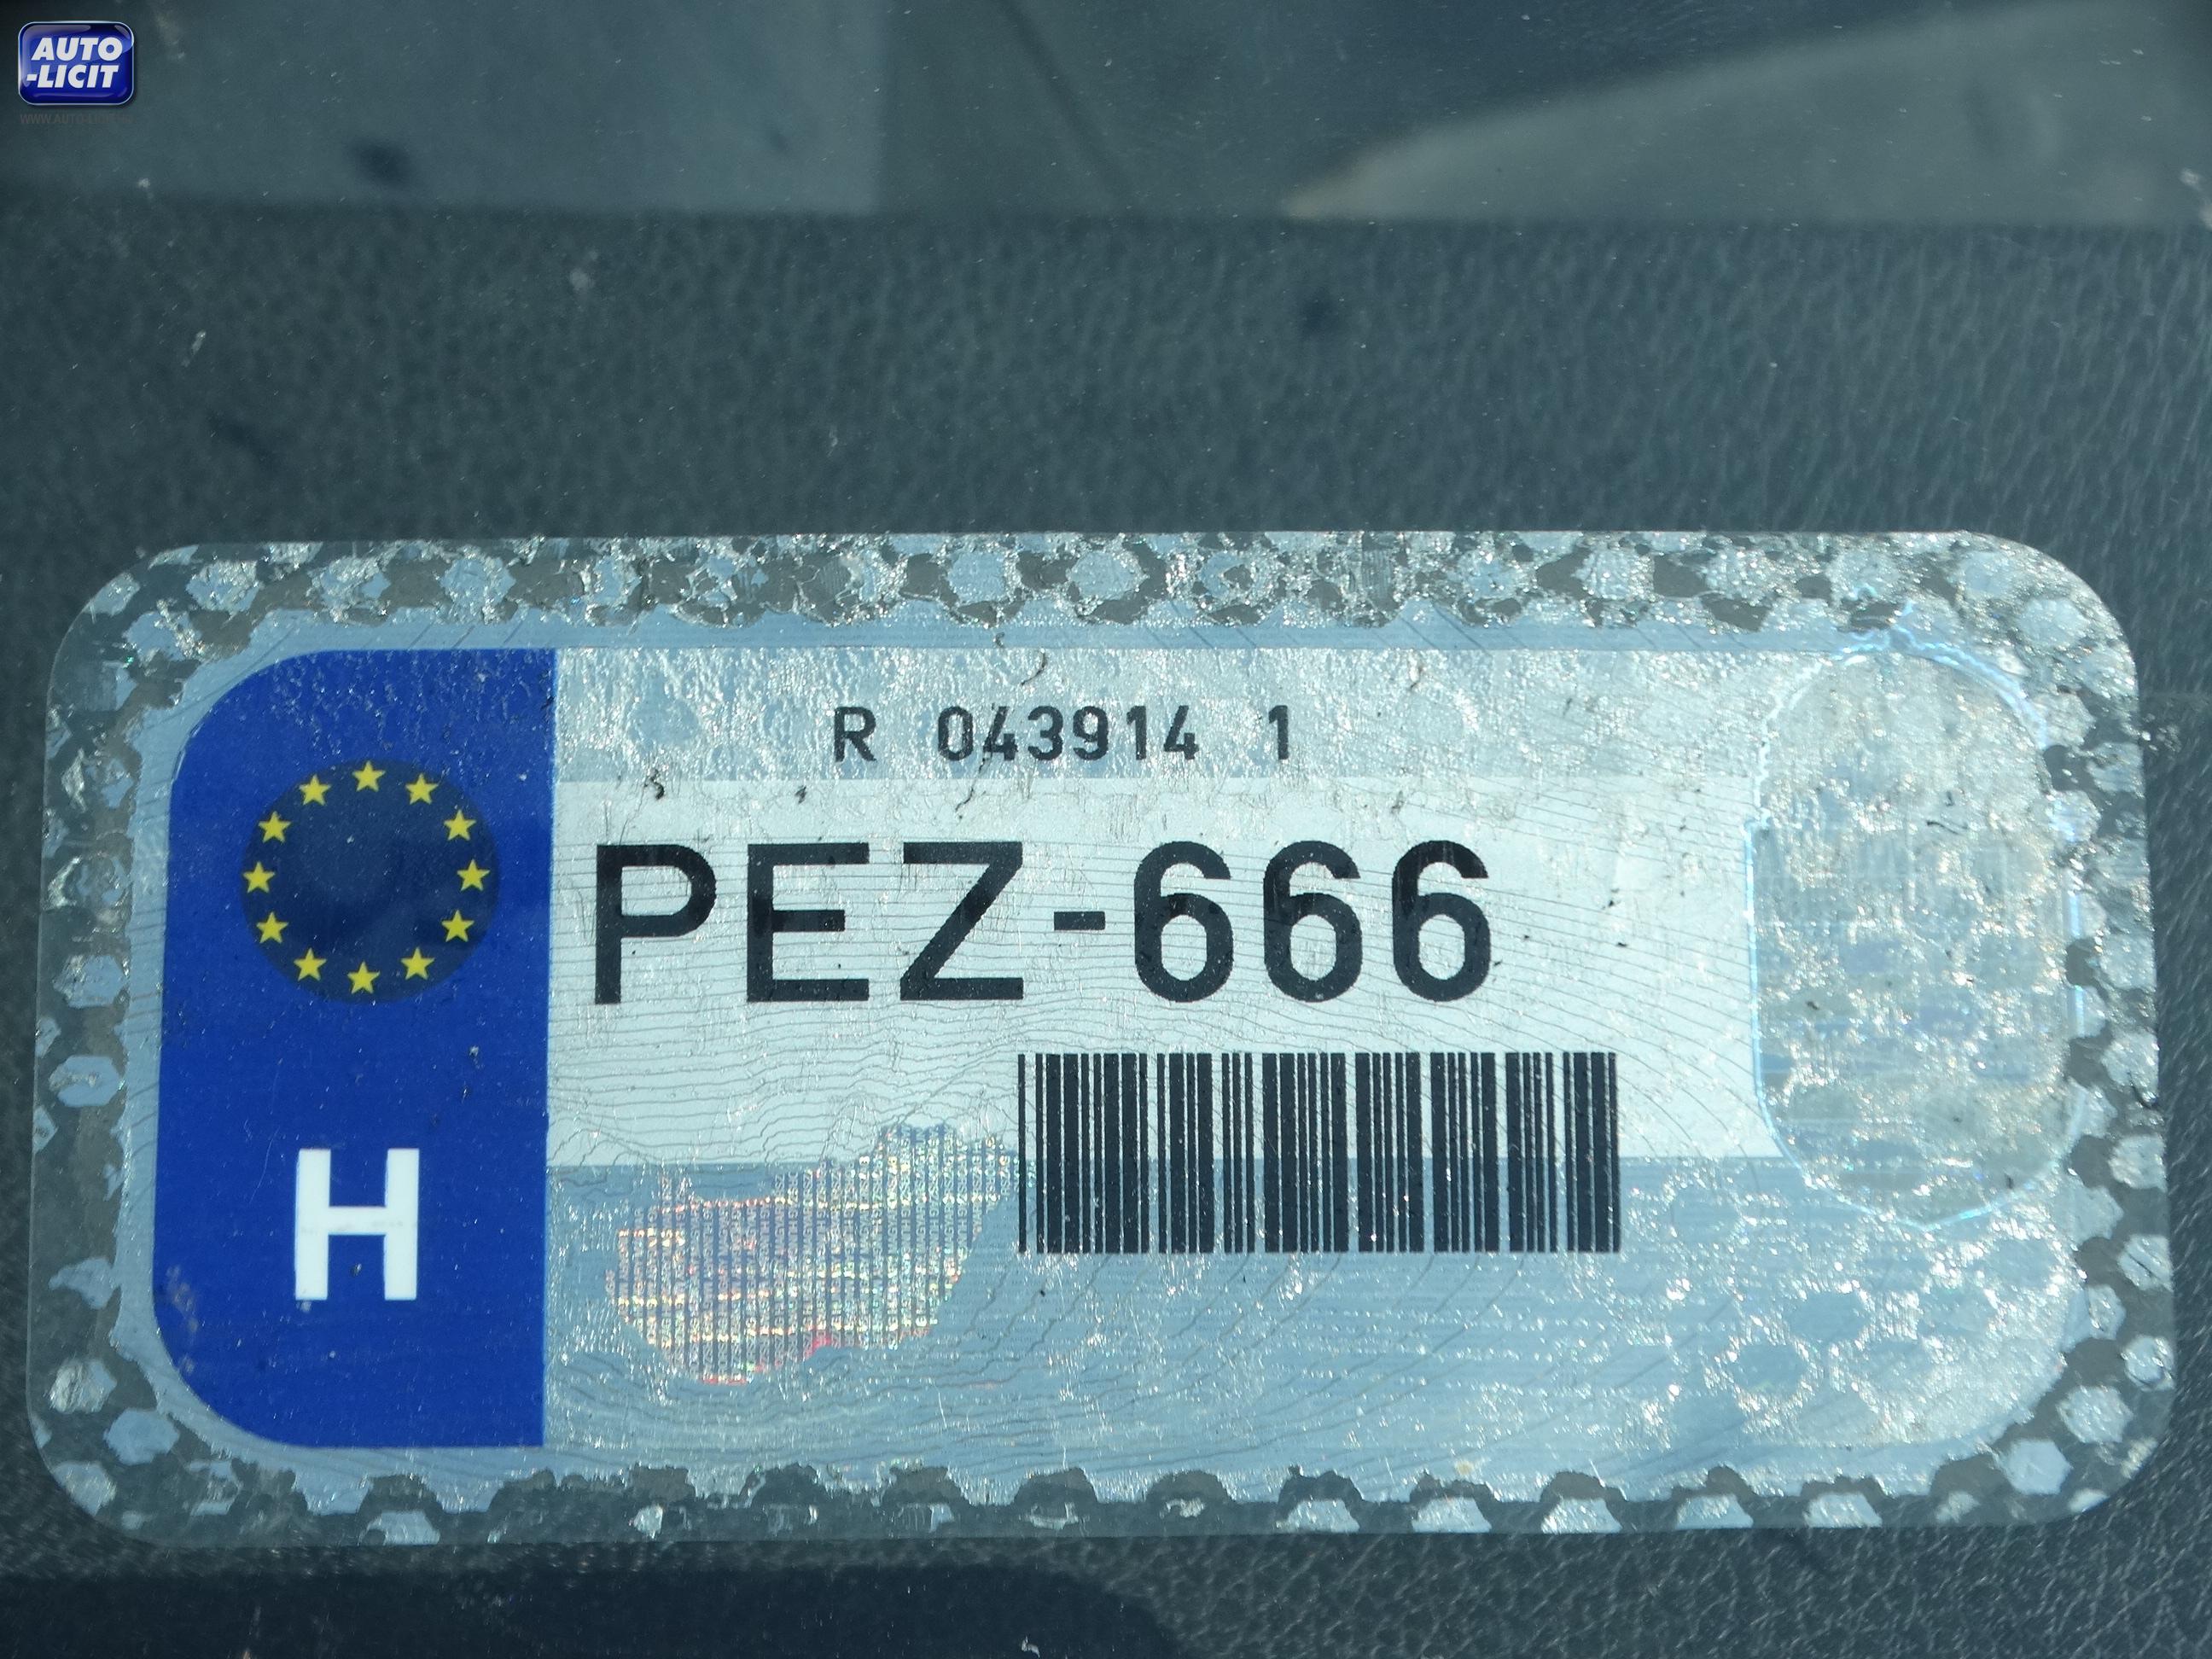 AUTO
-LICIT
R 043914 1
PEZ-666
H